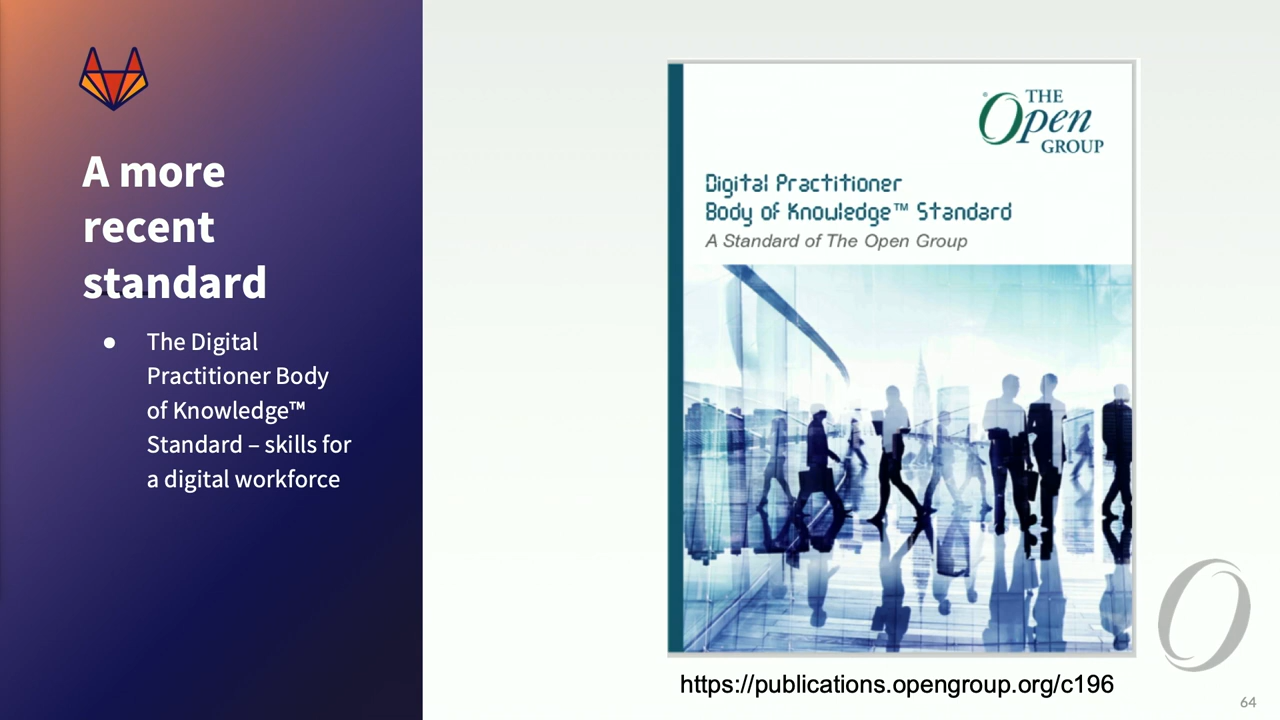 A more
recent
standard
● The Digital
Practitioner Body
of Knowledge™
Standard – skills for
a digital workforce
THE
Open
GROUP
Digital Practitioner
Body of Knowledge™ Standard
A Standard of The Open Group
https://publications.opengroup.org/c196
O
64